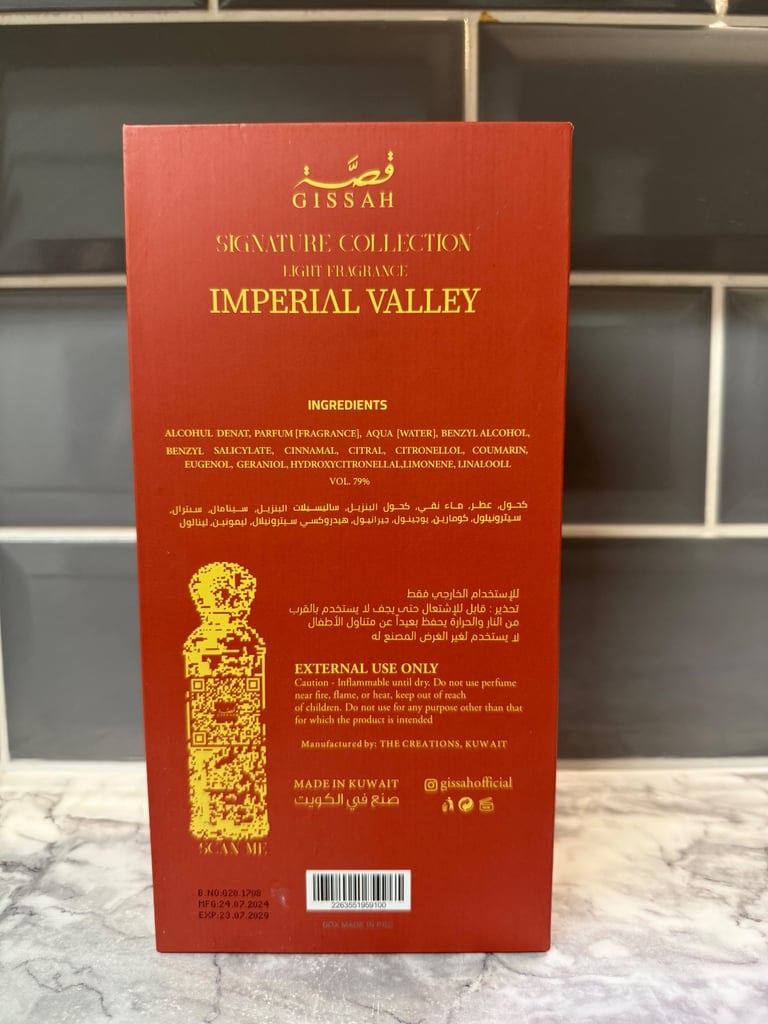 قصّة
GISSAH
SIGNATURE COLLECTION
LIGHT FRAGRANCE
IMPERIAL VALLEY
INGREDIENTS
ALCOHUL DENAT, PARFUM [FRAGRANCE], AQUA [WATER], BENZYL ALCOHOL,
BENZYL SALICYLATE, CINNAMAL, CITRAL, CITRONELLOL, COUMARIN,
EUGENOL, GERANIOL, HYDROXYCITRONELLAL,LIMONENE, LINALOOLL
VOL. 79%
كحول, عطر, ماء نقي, كحول البنزيل, ساليسيلات البنزيل, سينامال, سترال,
سيترونيلول, كومارين, يوجينول, جيرانيول, هيدروكسي سيترونيلال, ليمونين, لينالول
للإستخدام الخارجي فقط
تحذير : قابل للإشتعال حتى يجف لا يستخدم بالقرب
من النار والحرارة يحفظ بعيداً عن متناول الأطفال
لا يستخدم لغير الغرض المصنع له
EXTERNAL USE ONLY
Caution - Inflammable until dry. Do not use perfume
near fire, flame, or heat, keep out of reach
of children. Do not use for any purpose other than that
for which the product is intended
Manufactured by: THE CREATIONS, KUWAIT
MADE IN KUWAIT
صنع في الكويت
gissahofficial
قصّة
GISSAH
SCAN ME
B.NO:G20.1708
MFG:24.07.2024
EXP:23.07.2029
2263551959100
BOX MADE IN PRC